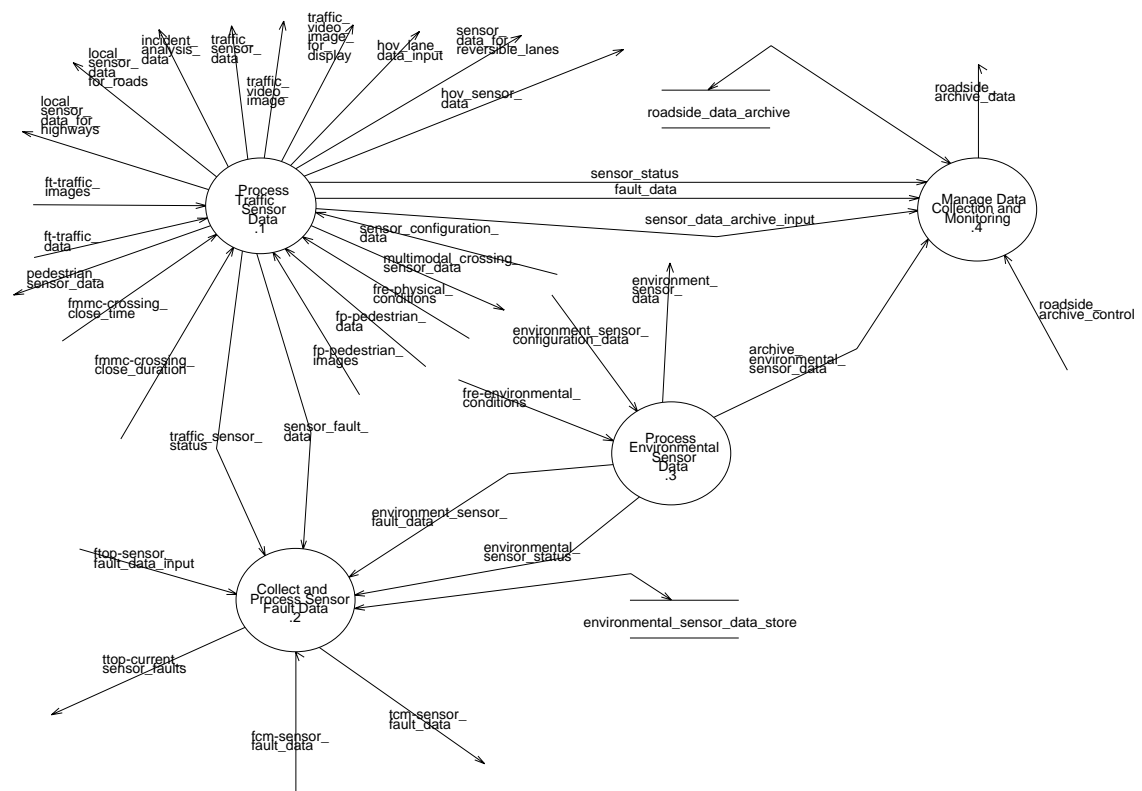 local_
sensor_
data_for_
highways
local_
sensor_
data_
for_roads
incident_
analysis_
data
traffic_
sensor_
data
traffic_
video_
image
traffic_
video_
image_
for_
display
hov_lane_
data_input
sensor_
data_for_
reversible_lanes
hov_sensor_
data
roadside_data_archive
roadside_
archive_data
ft-traffic_
images
Process
Traffic
Sensor
Data
.1
sensor_status
fault_data
sensor_data_archive_input
Manage Data
Collection and
Monitoring
.4
ft-traffic_
data
pedestrian_
sensor_data
fmmc-crossing_
close_time
fmmc-crossing_
close_duration
sensor_configuration_
data
multimodal_crossing_
sensor_data
fre-physical_
conditions
fp-pedestrian_
data
fp-pedestrian_
images
environment_
sensor_
data
environment_sensor_
configuration_data
roadside_
archive_control
archive_
environmental_
sensor_data
fre-environmental_
conditions
traffic_sensor_
status
sensor_fault_
data
Process
Environmental
Sensor
Data
.3
environment_sensor_
fault_data
environmental_
sensor_status
ftop-sensor_
fault_data_input
Collect and
Process Sensor
Fault Data
.2
environmental_sensor_data_store
ttop-current_
sensor_faults
fcm-sensor_
fault_data
tcm-sensor_
fault_data